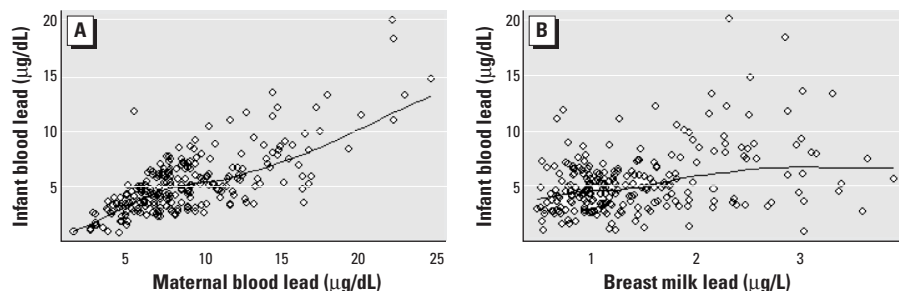 A
Infant blood lead (µg/dL)
20
15
10
5
5
10
15
20
25
Maternal blood lead (µg/dL)
B
Infant blood lead (µg/dL)
20
15
10
5
1
2
3
Breast milk lead (µg/L)